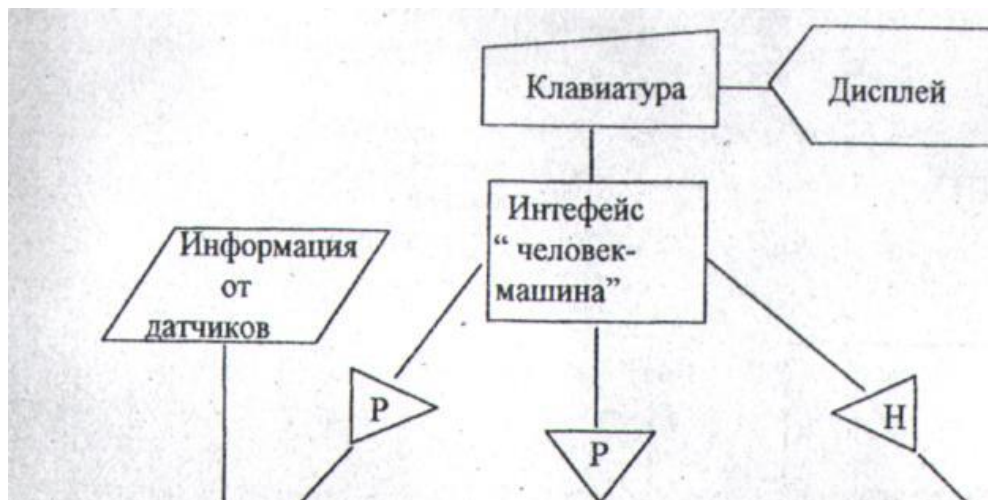 Клавиатура
Дисплей
Интефейс
“ человек-
машина”
Информация
от
датчиков
Р
Р
Н